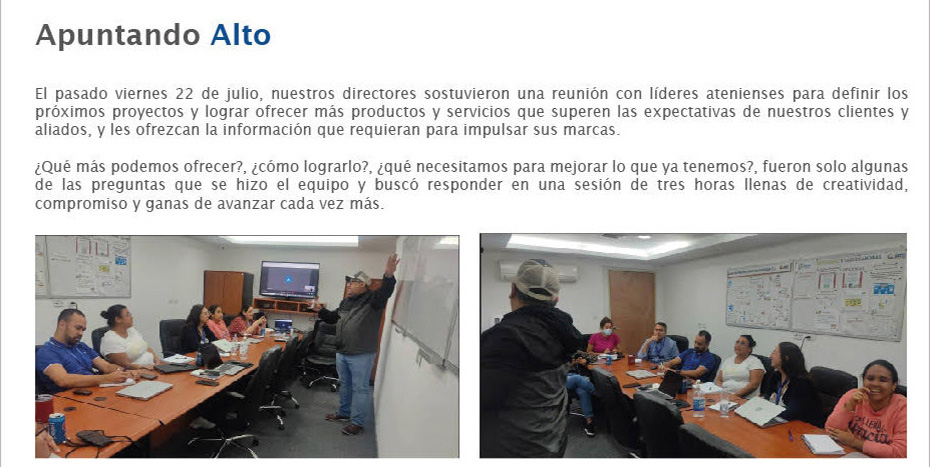 Apuntando Alto
El pasado viernes 22 de julio, nuestros directores sostuvieron una reunión con líderes atenienses para definir los
próximos proyectos y lograr ofrecer más productos y servicios que superen las expectativas de nuestros clientes y
aliados, y les ofrezcan la información que requieran para impulsar sus marcas.
¿Qué más podemos ofrecer?, ¿cómo lograrlo?, ¿qué necesitamos para mejorar lo que ya tenemos?, fueron solo algunas
de las preguntas que se hizo el equipo y buscó responder en una sesión de tres horas llenas de creatividad,
compromiso y ganas de avanzar cada vez más.